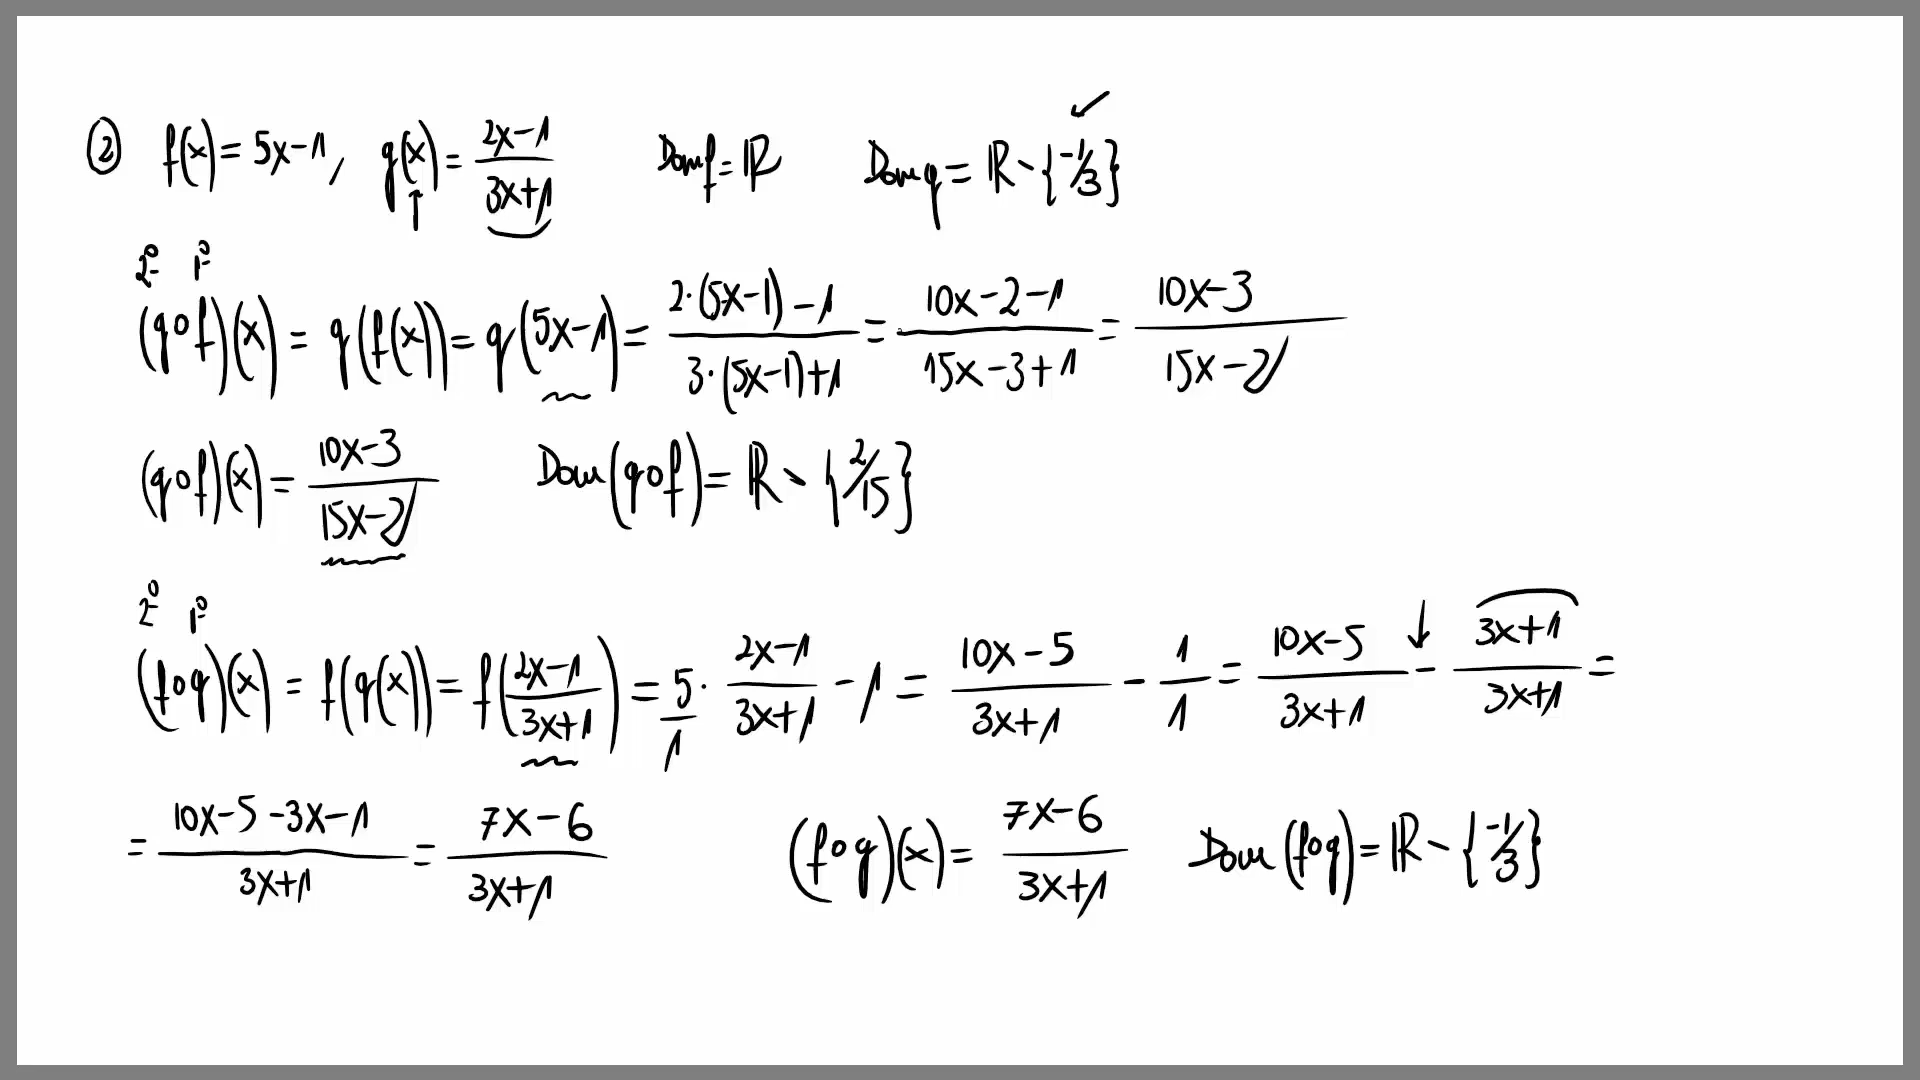 ② f(x) = 5x-1, g(x) = (2x-1)/(3x+1) Dom f = ℝ Dom g = ℝ - {-1/3} ✓
2º 1º
(g∘f)(x) = g(f(x)) = g(5x-1) = (2·(5x-1)-1)/(3·(5x-1)+1) = (10x-2-1)/(15x-3+1) = (10x-3)/(15x-2)
(g∘f)(x) = (10x-3)/(15x-2) Dom(g∘f) = ℝ - {2/15}
2º 1º
(f∘g)(x) = f(g(x)) = f((2x-1)/(3x+1)) = 5/1 · (2x-1)/(3x+1) - 1 = (10x-5)/(3x+1) - 1/1 = (10x-5)/(3x+1) - (3x+1)/(3x+1) =
= (10x-5-3x-1)/(3x+1) = (7x-6)/(3x+1) (f∘g)(x) = (7x-6)/(3x+1) Dom(f∘g) = ℝ - {-1/3}